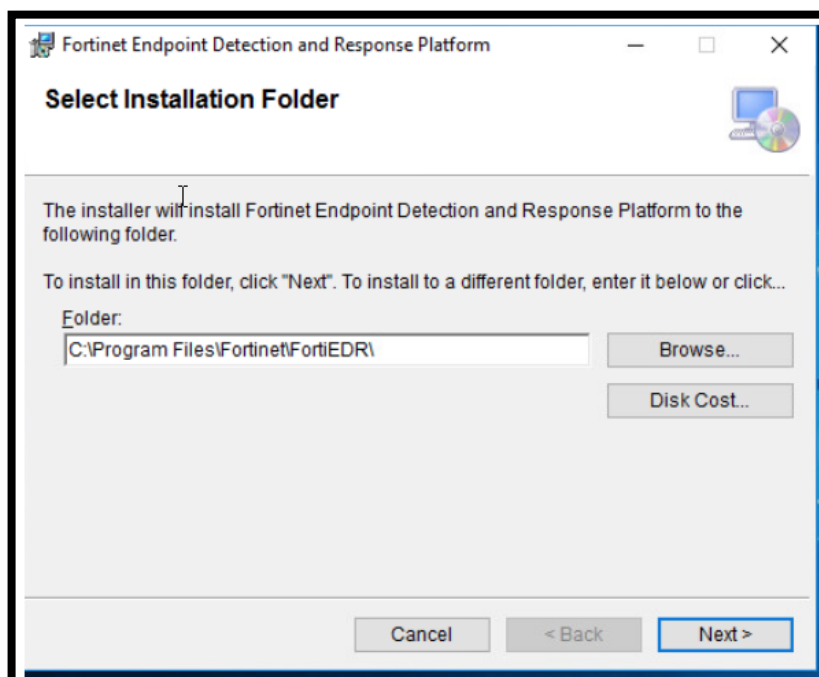 Fortinet Endpoint Detection and Response Platform
Select Installation Folder
The installer will install Fortinet Endpoint Detection and Response Platform to the
following folder.
To install in this folder, click "Next". To install to a different folder, enter it below or click...
Folder:
C:\Program Files\Fortinet\FortiEDR\
Browse...
Disk Cost...
Cancel
< Back
Next >